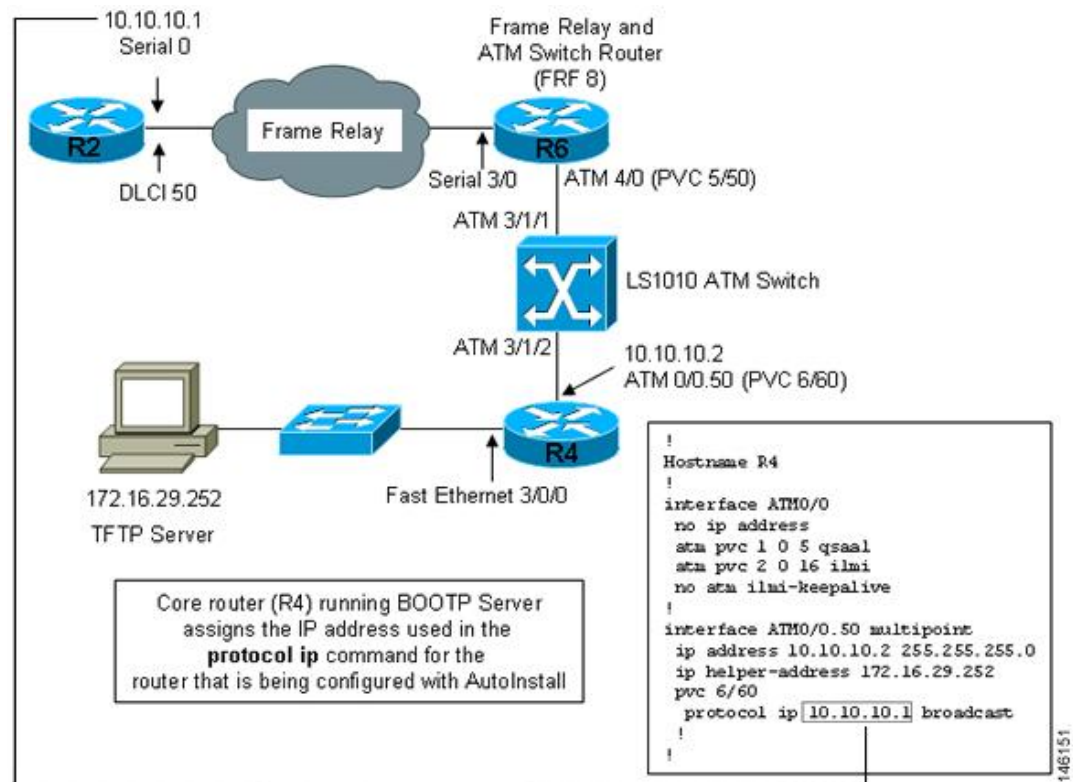 10.10.10.1
Serial 0
Frame Relay and
ATM Switch Router
(FRF 8)
R2
Frame Relay
R6
DLCI 50
Serial 3/0
ATM 4/0 (PVC 5/50)
ATM 3/1/1
LS1010 ATM Switch
ATM 3/1/2
10.10.10.2
ATM 0/0.50 (PVC 6/60)
R4
172.16.29.252
TFTP Server
Fast Ethernet 3/0/0
Core router (R4) running BOOTP Server
assigns the IP address used in the
protocol ip command for the
router that is being configured with AutoInstall
!
Hostname R4
!
interface ATM0/0
no ip address
atm pvc 1 0 5 qsaal
atm pvc 2 0 16 ilmi
no atm ilmi-keepalive
!
interface ATM0/0.50 multipoint
ip address 10.10.10.2 255.255.255.0
ip helper-address 172.16.29.252
pvc 6/60
protocol ip 10.10.10.1 broadcast
!
!
146151